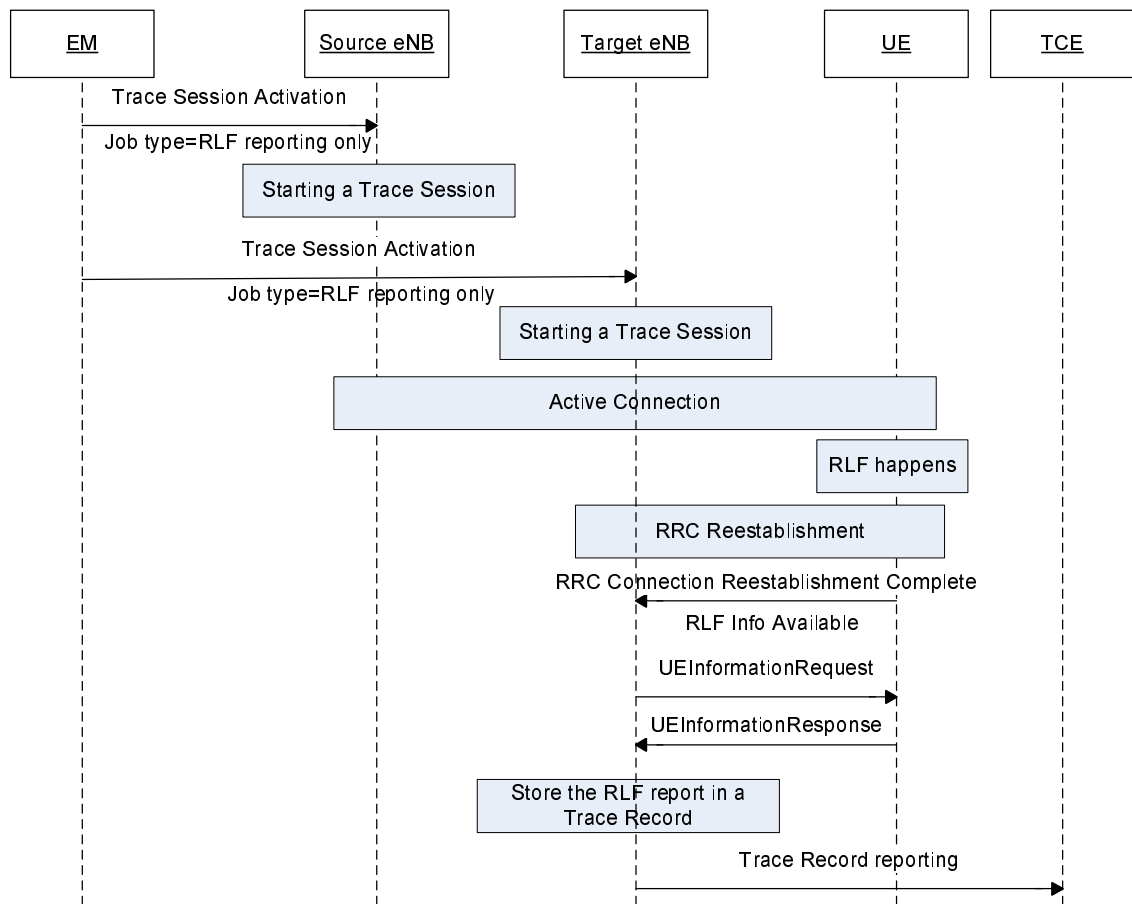 EM
Source eNB
Target eNB
UE
TCE
Trace Session Activation
Job type=RLF reporting only
Starting a Trace Session
Trace Session Activation
Job type=RLF reporting only
Starting a Trace Session
Active Connection
RLF happens
RRC Reestablishment
RRC Connection Reestablishment Complete
RLF Info Available
UEInformationRequest
UEInformationResponse
Store the RLF report in a
Trace Record
Trace Record reporting